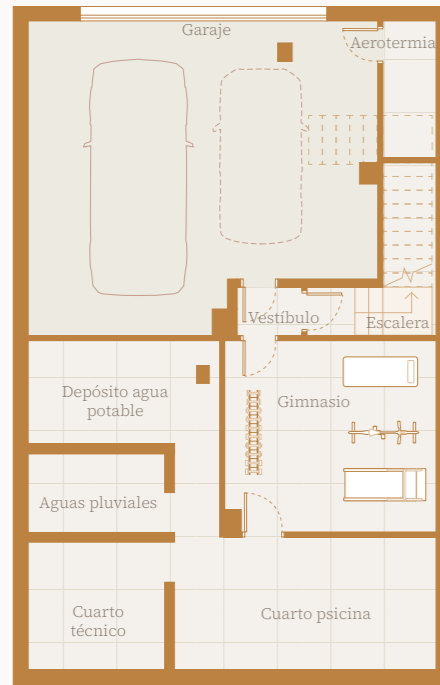 Garaje
Aerotermia
Vestíbulo
Escalera
Depósito agua
potable
Gimnasio
Aguas pluviales
Cuarto
técnico
Cuarto psicina